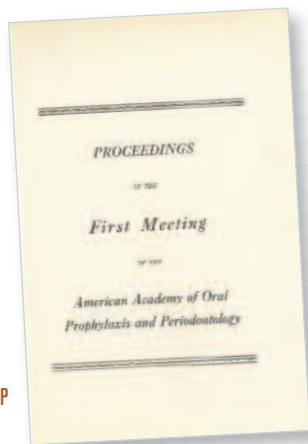 PROCEEDINGS
OF THE
First Meeting
OF THE
American Academy of Oral
Prophylaxis and Periodontology
P